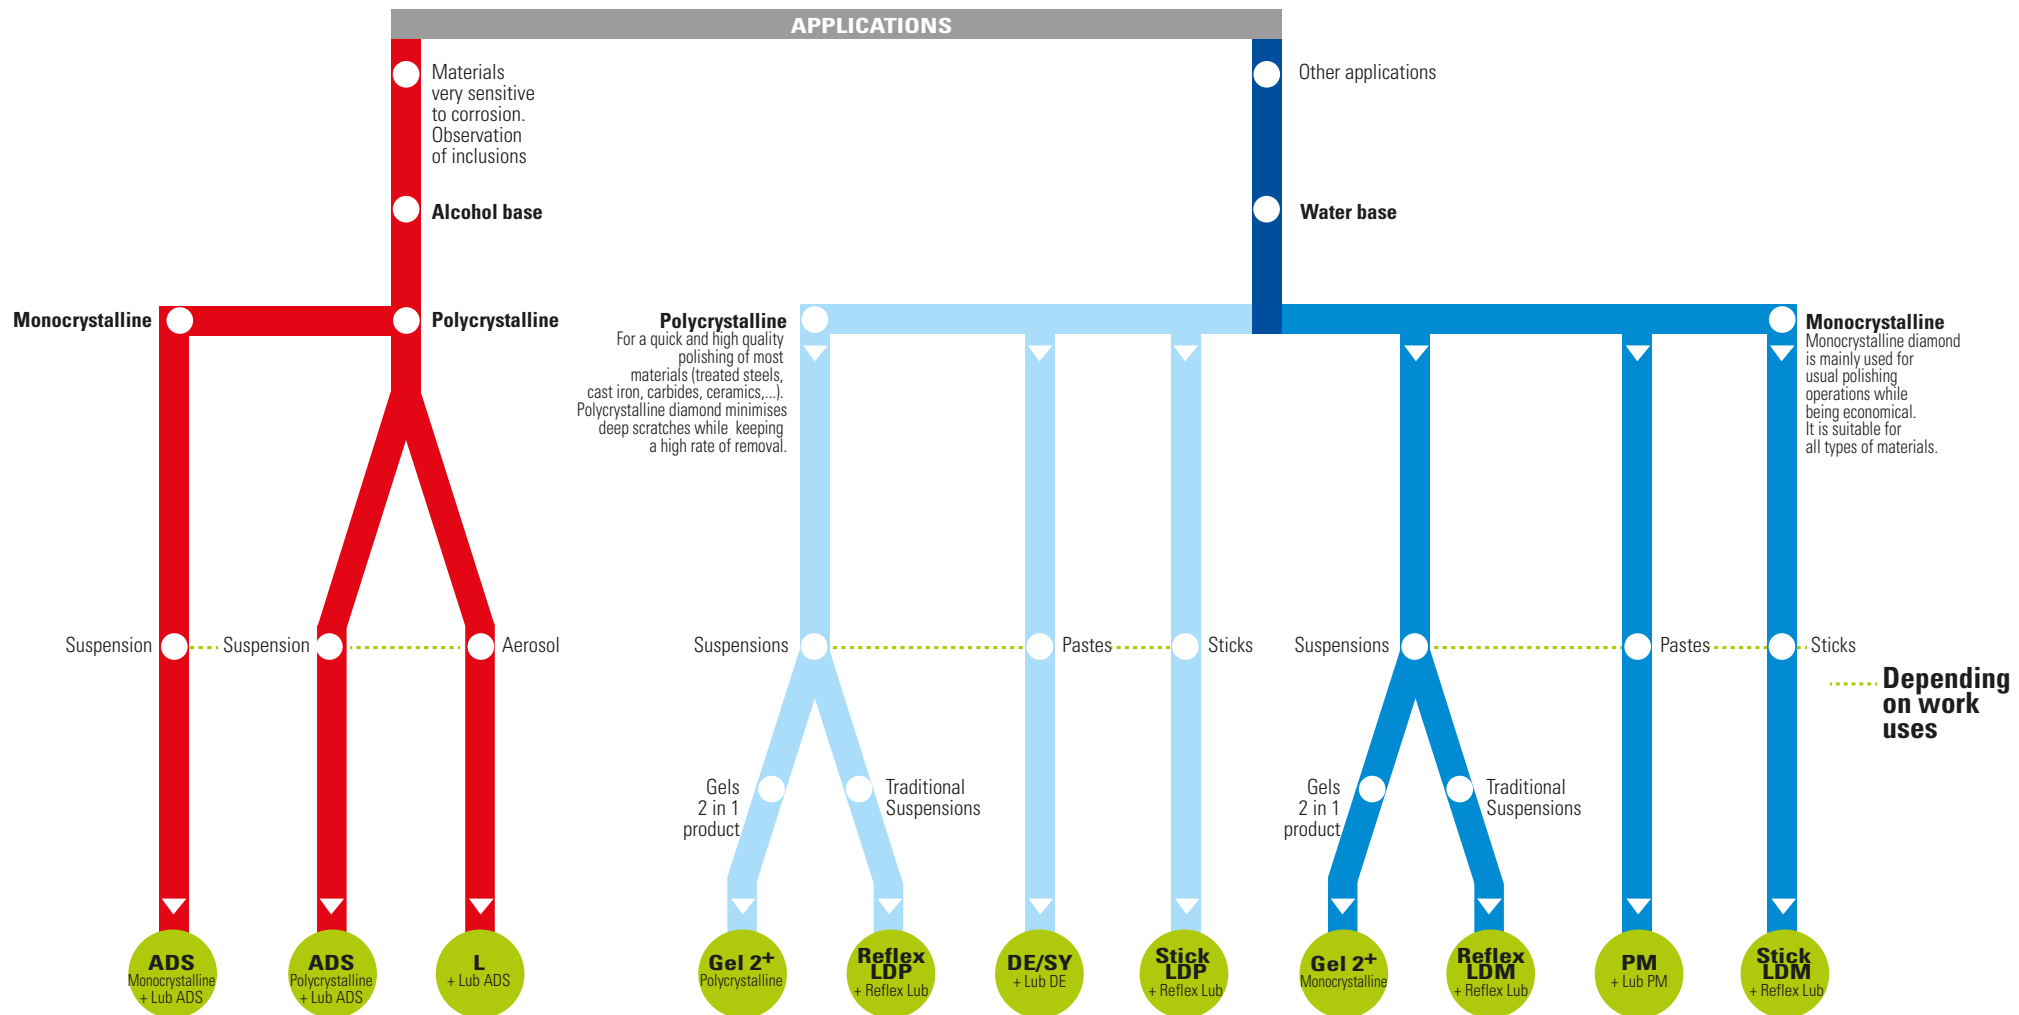 APPLICATIONS
Materials
very sensitive
to corrosion.
Observation
of inclusions
Other applications
Alcohol base
Water base
Monocrystalline
Polycrystalline
Polycrystalline
For a quick and high quality
polishing of most
materials (treated steels,
cast iron, carbides, ceramics,...).
Polycrystalline diamond minimises
deep scratches while keeping
a high rate of removal.
Monocrystalline
Monocrystalline diamond
is mainly used for
usual polishing
operations while
being economical.
It is suitable for
all types of materials.
Suspension
Suspension
Aerosol
Suspensions
Pastes
Sticks
Suspensions
Pastes
Sticks
Depending
on work
uses
Gels
2 in 1
product
Traditional
Suspensions
Gels
2 in 1
product
Traditional
Suspensions
ADS
Monocrystalline
+ Lub ADS
ADS
Polycrystalline
+ Lub ADS
L
+ Lub ADS
Gel 2+
Polycrystalline
Reflex
LDP
+ Reflex Lub
DE/SY
+ Lub DE
Stick
LDP
+ Reflex Lub
Gel 2+
Monocrystalline
Reflex
LDM
+ Reflex Lub
PM
+ Lub PM
Stick
LDM
+ Reflex Lub